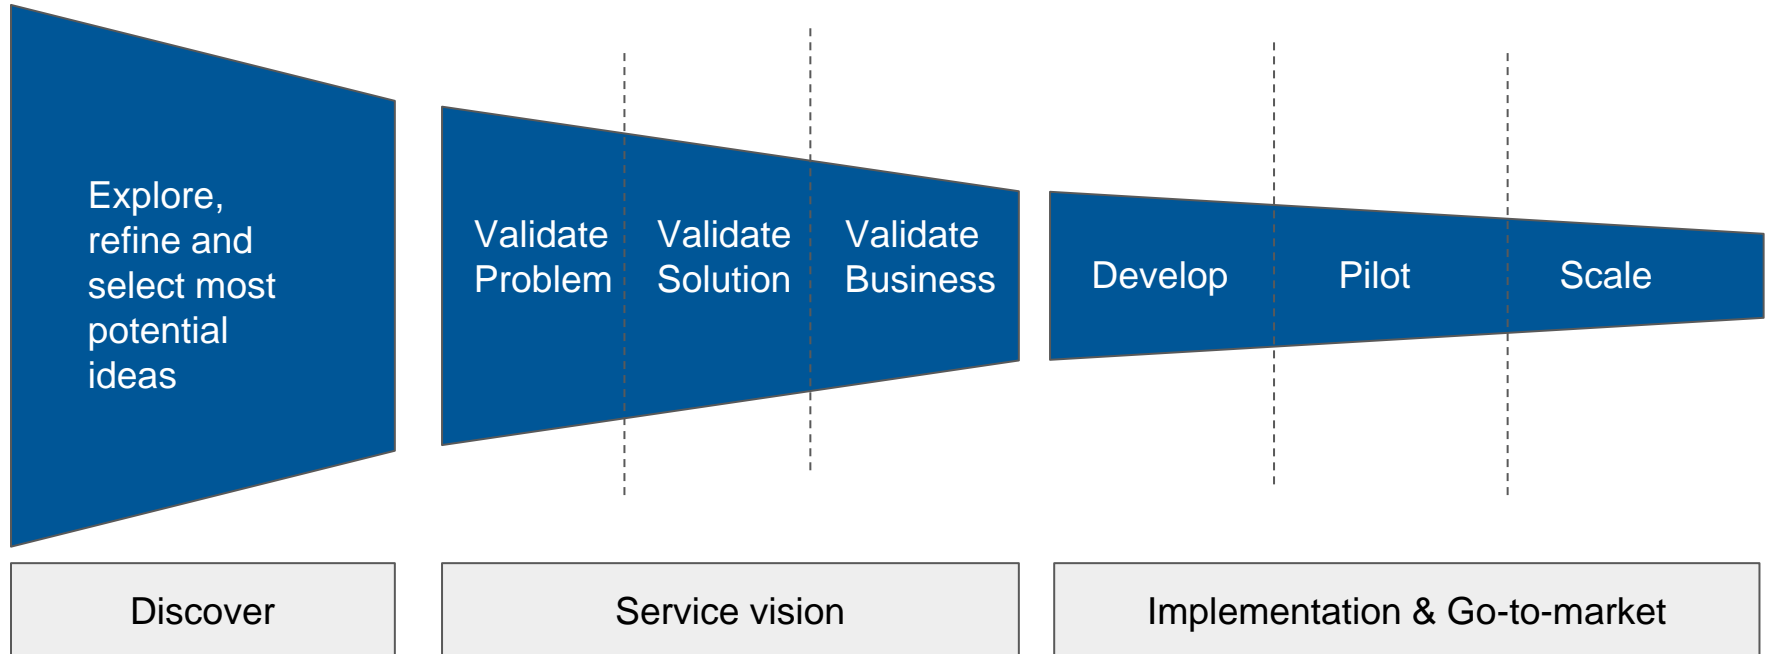 Explore,
refine and
select most
potential
ideas
Validate
Problem
Validate
Solution
Validate
Business
Develop
Pilot
Scale
Discover
Service vision
Implementation & Go-to-market